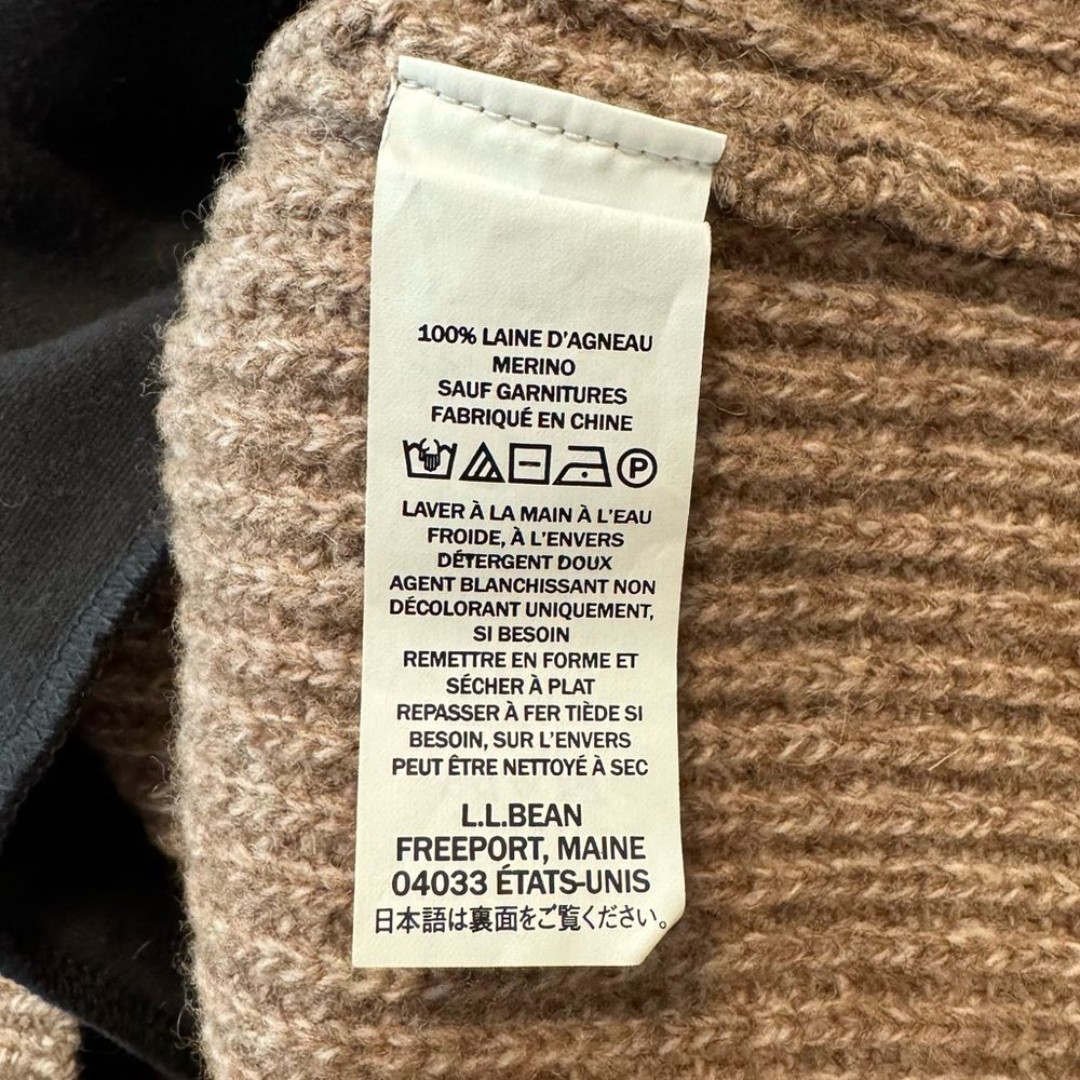 100% LAINE D'AGNEAU
MERINO
SAUF GARNITURES
FABRIQUÉ EN CHINE
P
LAVER À LA MAIN À L'EAU
FROIDE, À L'ENVERS
DÉTERGENT DOUX
AGENT BLANCHISSANT NON
DÉCOLORANT UNIQUEMENT,
SI BESOIN
REMETTRE EN FORME ET
SÉCHER À PLAT
REPASSER À FER TIÈDE SI
BESOIN, SUR L'ENVERS
PEUT ÊTRE NETTOYÉ À SEC
L.L.BEAN
FREEPORT, MAINE
04033 ÉTATS-UNIS
日本語は裏面をご覧ください。